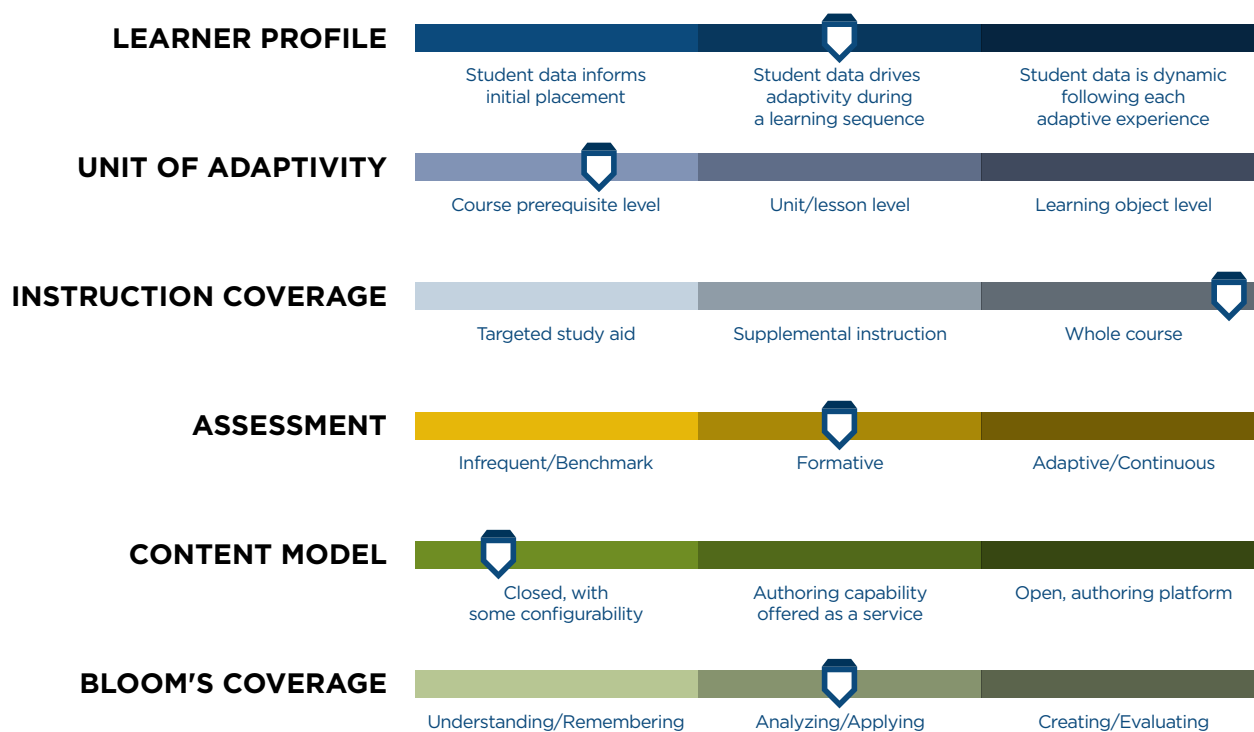 LEARNER PROFILE
Student data informs
initial placement
Student data drives
adaptivity during
a learning sequence
Student data is dynamic
following each
adaptive experience
UNIT OF ADAPTIVITY
Course prerequisite level
Unit/lesson level
Learning object level
INSTRUCTION COVERAGE
Targeted study aid
Supplemental instruction
Whole course
ASSESSMENT
Infrequent/Benchmark
Formative
Adaptive/Continuous
CONTENT MODEL
Closed, with
some configurability
Authoring capability
offered as a service
Open, authoring platform
BLOOM'S COVERAGE
Understanding/Remembering
Analyzing/Applying
Creating/Evaluating